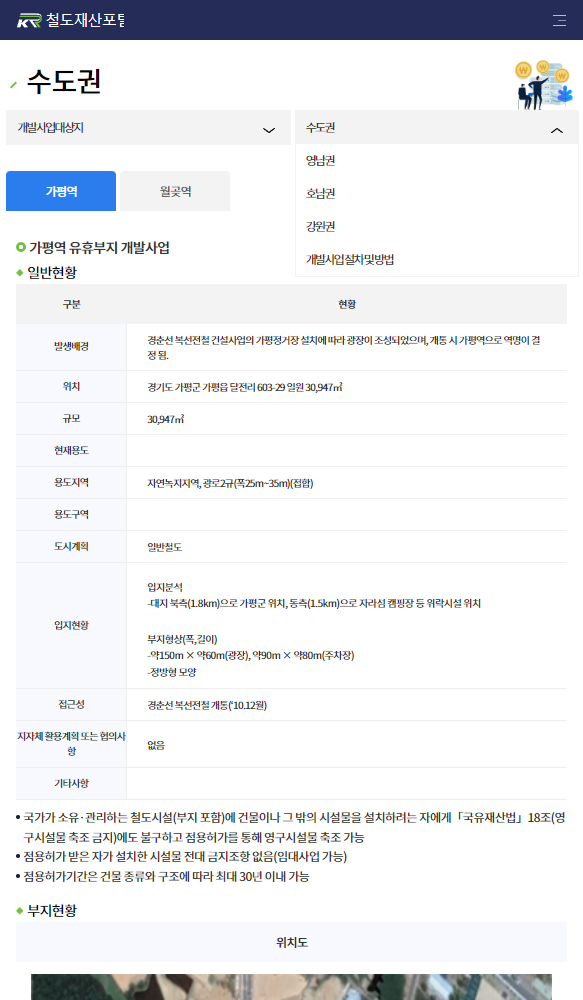 KR 철도재산포털
수도권
개발사업대상지
수도권
영남권
호남권
강원권
개발사업절차및방법
가평역
월곶역
가평역 유휴부지 개발사업
일반현황
구분
현황
발생배경
경춘선 복선전철 건설사업의 가평정거장 설치에 따라 광장이 조성되었으며, 개통 시 가평역으로 역명이 결
정 됨.
위치
경기도 가평군 가평읍 달전리 603-29 일원 30,947㎡
규모
30,947㎡
현재용도
용도지역
자연녹지지역, 광로2규(폭25m~35m)(접합)
용도구역
도시계획
일반철도
입지현황
입지분석
-대지 북측(1.8km)으로 가평군 위치, 동측(1.5km)으로 자라섬 캠핑장 등 위락시설 위치
부지형상(폭,길이)
-약150m × 약60m(광장), 약90m × 약80m(주차장)
-정방형 모양
접근성
경춘선 복선전철 개통('10.12월)
지자체 활용계획 또는 협의사
항
없음
기타사항
국가가 소유·관리하는 철도시설(부지 포함)에 건물이나 그 밖의 시설물을 설치하려는 자에게「국유재산법」18조(영
구시설물 축조 금지)에도 불구하고 점용허가를 통해 영구시설물 축조 가능
점용허가 받은 자가 설치한 시설물 전대 금지조항 없음(임대사업 가능)
점용허가기간은 건물 종류와 구조에 따라 최대 30년 이내 가능
부지현황
위치도